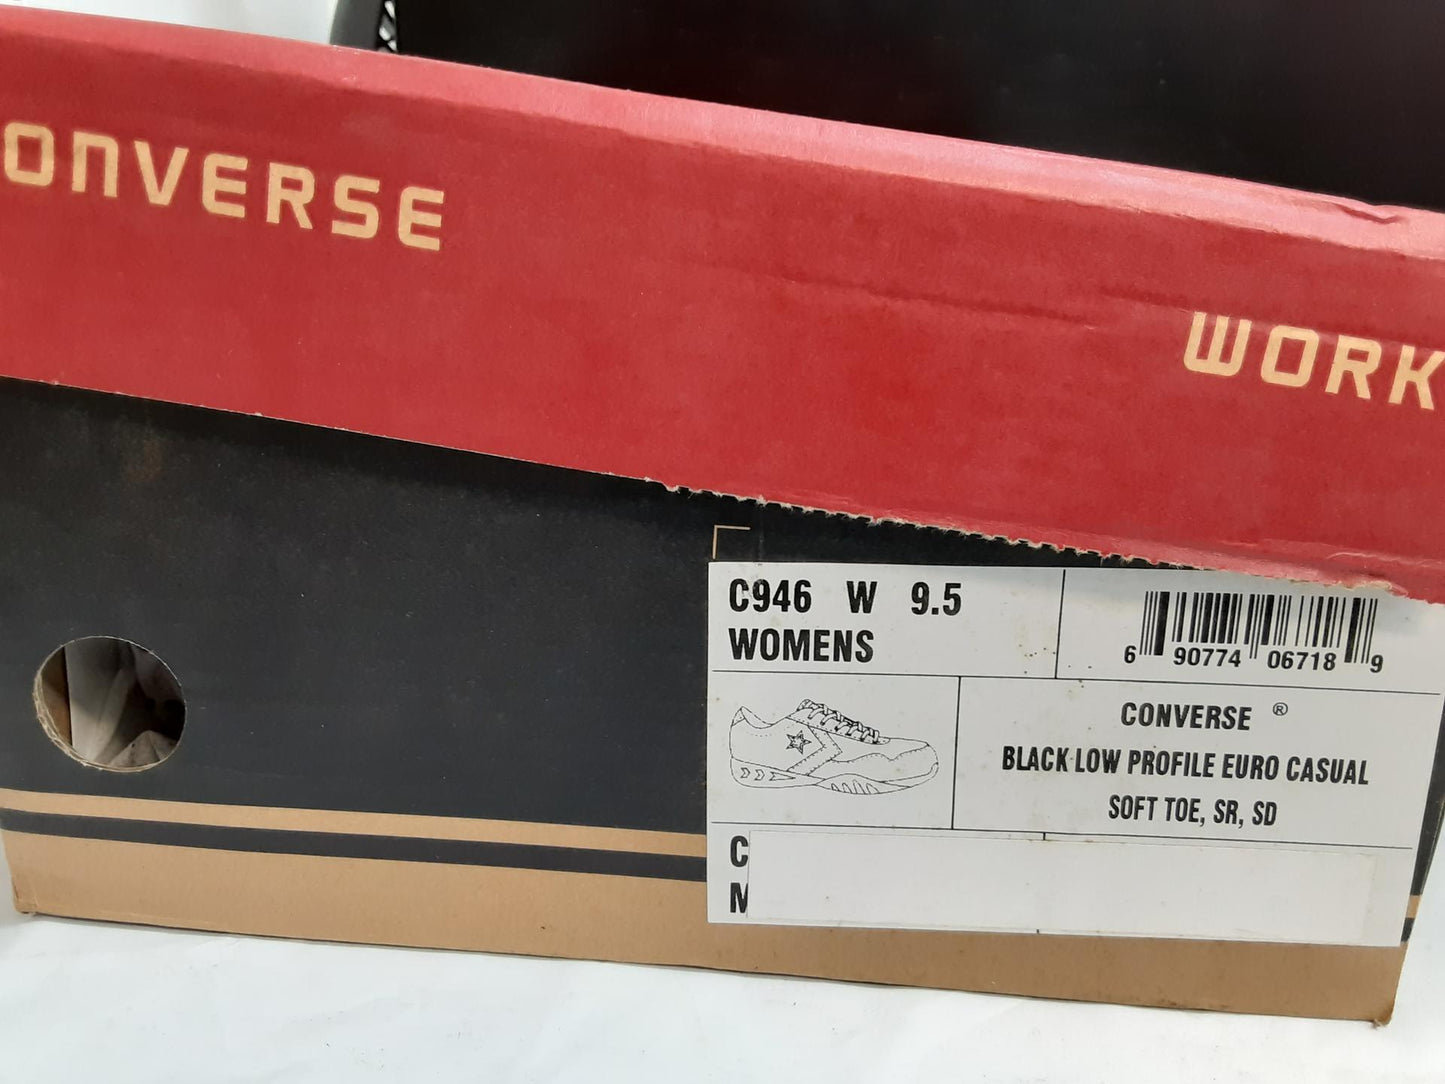 CONVERSE
WORK
C946 W 9.5
WOMENS
6 90774 06718 9
CONVERSE ®
BLACK LOW PROFILE EURO CASUAL
SOFT TOE, SR, SD
C
M